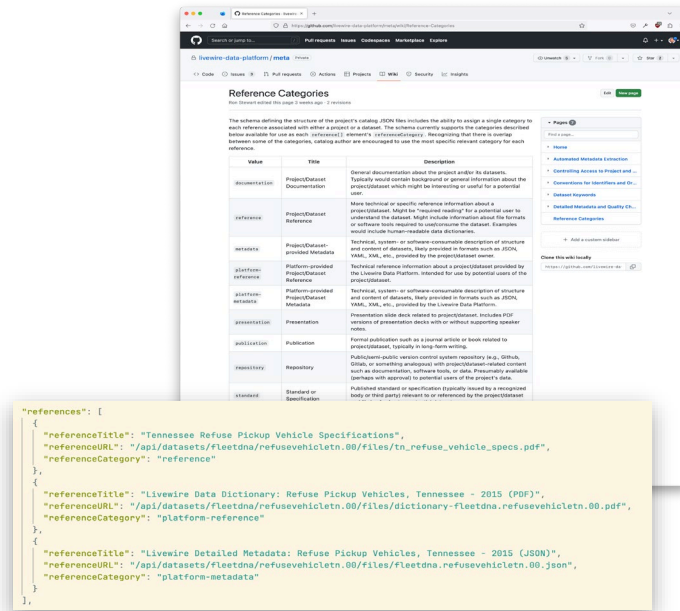 Reference Categories · livewire-
https://github.com/livewire-data-platform/meta/wiki/Reference-Categories
Search or jump to...
Pull requests Issues Codespaces Marketplace Explore
livewire-data-platform / meta Private
Unwatch 6 Fork 0 Star 0
Code Issues Pull requests Actions Projects Wiki Security Insights
Reference Categories
Edit New page
Ron Stewart edited this page 3 weeks ago · 2 revisions
The schema defining the structure of the project's catalog JSON files includes the ability to assign a single category to
each reference associated with either a project or a dataset. The schema currently supports the categories described
below available for use as each reference[] element's referenceCategory. Recognizing that there is overlap
between some of the categories, catalog author are encouraged to use the most specific relevant category for each
reference.
Value Title Description
documentation
Project/Dataset
Documentation
General documentation about the project and/or its datasets.
Typically would contain background or general information about the
project/dataset which might be interesting or useful for a potential
user.
reference
Project/Dataset
Reference
More technical or specific reference information about a
project/dataset. Might be "required reading" for a potential user to
understand the dataset. Might include information about file formats
or software tools required to use/consume the dataset. Examples
would include human-readable data dictionaries.
metadata
Project/Dataset-
provided Metadata
Technical, system- or software-consumable description of structure
and content of datasets, likely provided in formats such as JSON,
YAML, XML, etc., provided by the project/dataset owner.
platform-
reference
Platform-provided
Project/Dataset
Reference
Technical reference information about a project/dataset provided by
the Livewire Data Platform. Intended for use by potential users of the
project/dataset.
platform-
metadata
Platform-provided
Project/Dataset
Metadata
Technical, system- or software-consumable description of structure
and content of datasets, likely provided in formats such as JSON,
YAML, XML, etc., provided by the Livewire Data Platform.
presentation
Presentation
Presentation slide deck related to project/dataset. Includes PDF
versions of presentation decks with or without supporting speaker
notes.
publication
Publication
Formal publication such as a journal article or book related to
project/dataset, typically in long-form writing.
repository
Repository
Public/semi-public version control system repository (e.g., Github,
Gitlab, or something analogous) with project/dataset-related content
such as documentation, software tools, or data. Presumably available
(perhaps with approval) to potential users of the project's data.
standard
Standard or
Specification
Published standard or specification (typically issued by a recognized
body or third party) relevant to or referenced by the project/dataset
Pages 7
Find a page...
Home
Automated Metadata Extraction
Controlling Access to Project and ...
Conventions for Identifiers and Or...
Dataset Keywords
Detailed Metadata and Quality Ch...
Reference Categories
+ Add a custom sidebar
Clone this wiki locally
https://github.com/livewire-da
"references": [
{
"referenceTitle": "Tennessee Refuse Pickup Vehicle Specifications",
"referenceURL": "/api/datasets/fleetdna/refusevehicletn.00/files/tn_refuse_vehicle_specs.pdf",
"referenceCategory": "reference"
},
{
"referenceTitle": "Livewire Data Dictionary: Refuse Pickup Vehicles, Tennessee - 2015 (PDF)",
"referenceURL": "/api/datasets/fleetdna/refusevehicletn.00/files/dictionary-fleetdna.refusevehicletn.00.pdf",
"referenceCategory": "platform-reference"
},
{
"referenceTitle": "Livewire Detailed Metadata: Refuse Pickup Vehicles, Tennessee - 2015 (JSON)",
"referenceURL": "/api/datasets/fleetdna/refusevehicletn.00/files/fleetdna.refusevehicletn.00.json",
"referenceCategory": "platform-metadata"
}
],